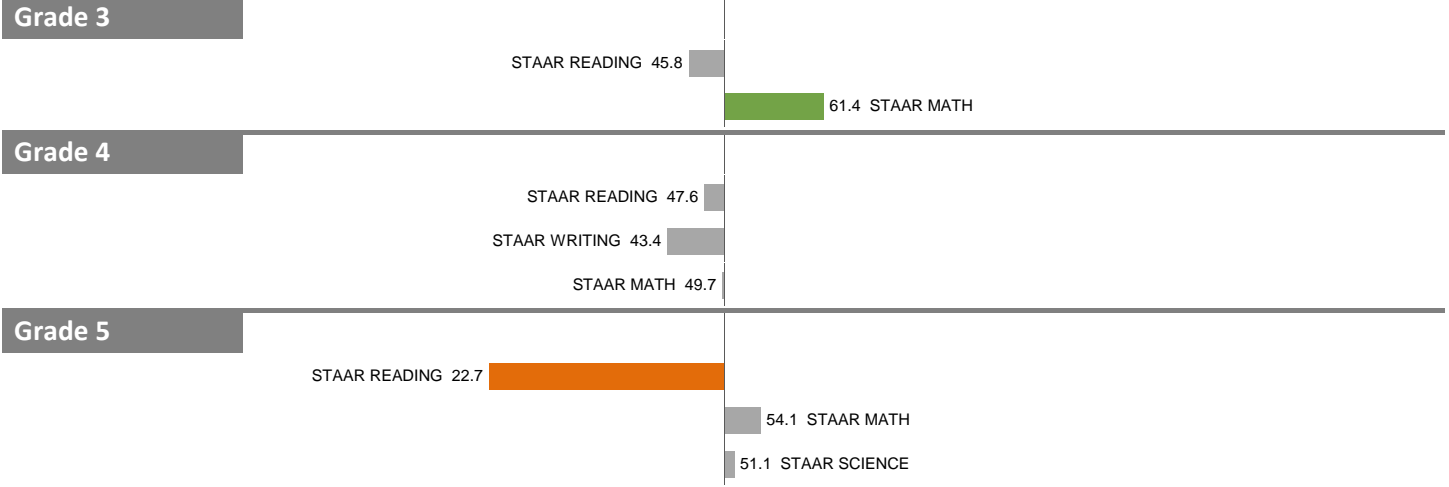 Grade 3
STAAR READING 45.8
61.4 STAAR MATH
Grade 4
STAAR READING 47.6
STAAR WRITING 43.4
STAAR MATH 49.7
Grade 5
STAAR READING 22.7
54.1 STAAR MATH
51.1 STAAR SCIENCE